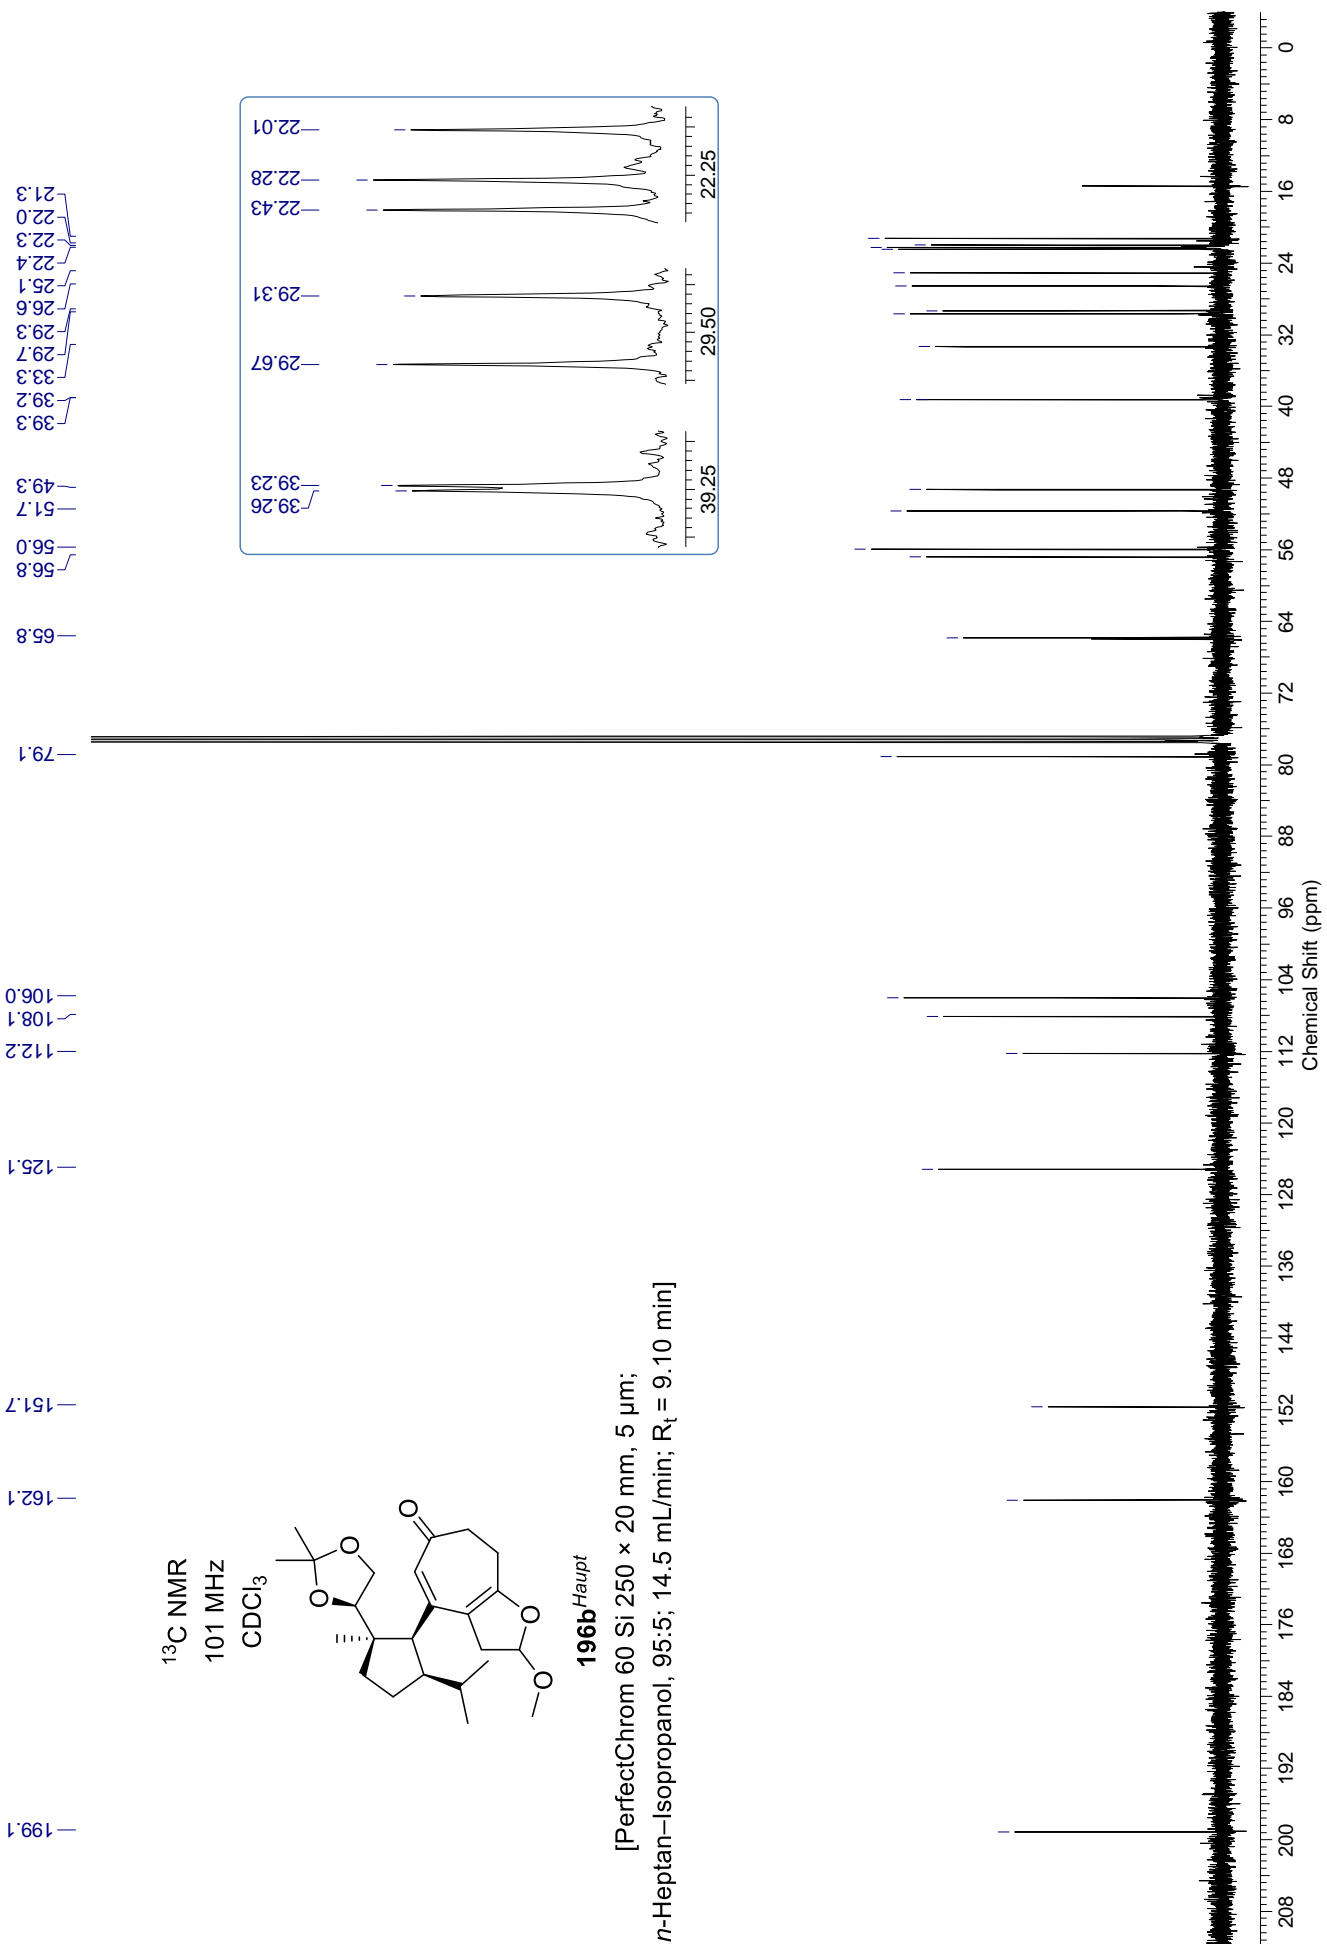 199.1
162.1
151.7
125.1
112.2
108.1
106.0
79.1
65.8
56.8
56.0
51.7
49.3
39.3
39.2
33.3
29.7
29.3
26.6
25.1
22.4
22.3
22.0
21.3
¹³C NMR
101 MHz
CDCl₃
O
O
O
O
O
196b^Haupt
[PerfectChrom 60 Si 250 × 20 mm, 5 µm;
n-Heptan–Isopropanol, 95:5; 14.5 mL/min; Rₜ = 9.10 min]
39.26
39.23
29.67
29.31
22.43
22.28
22.01
39.25
29.50
22.25
208 200 192 184 176 168 160 152 144 136 128 120 112 104 96 88 80 72 64 56 48 40 32 24 16 8 0
Chemical Shift (ppm)